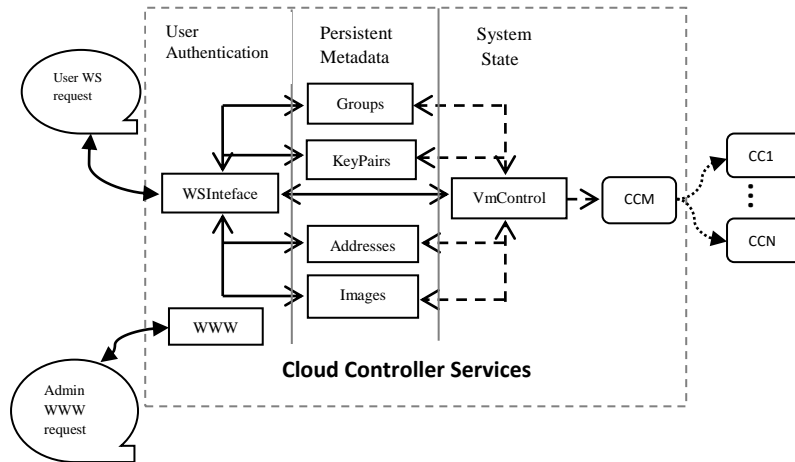 User
Authentication
Persistent
Metadata
System
State
User WS
request
Groups
KeyPairs
WSInteface
VmControl
CCM
CC1
CCN
Addresses
Images
WWW
Cloud Controller Services
Admin
WWW
request